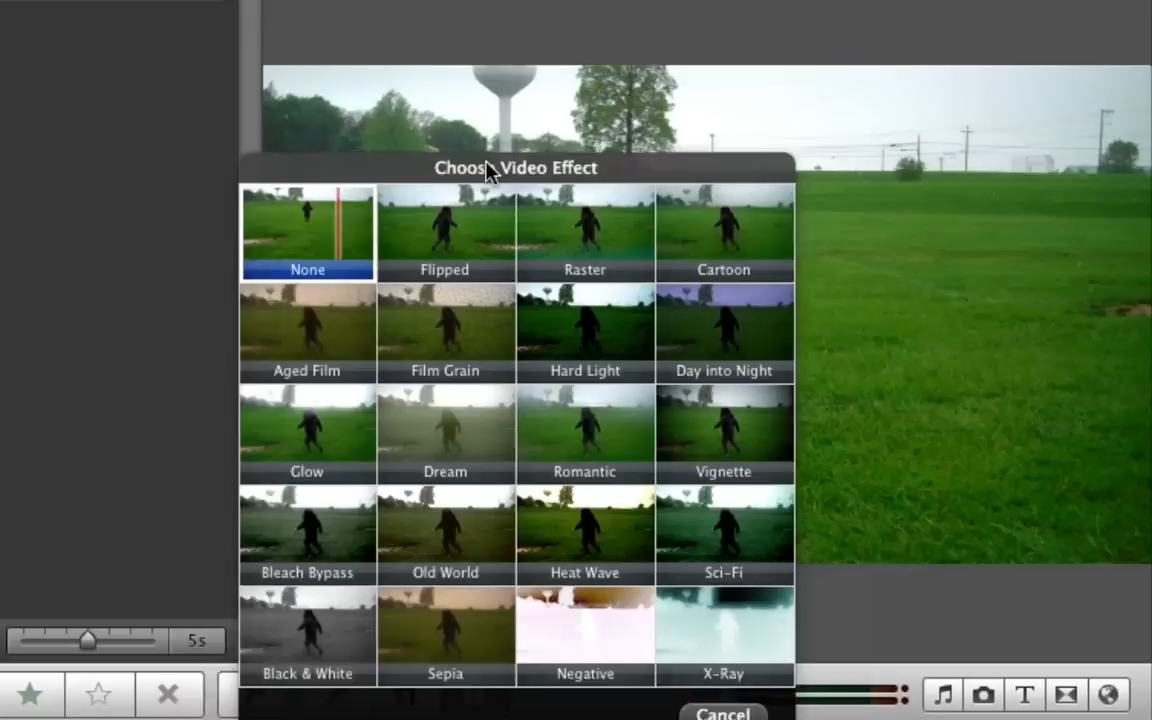 Choose Video Effect
None
Flipped
Raster
Cartoon
Aged Film
Film Grain
Hard Light
Day into Night
Glow
Dream
Romantic
Vignette
Bleach Bypass
Old World
Heat Wave
Sci-Fi
Black & White
Sepia
Negative
X-Ray
5s
T
Cancel